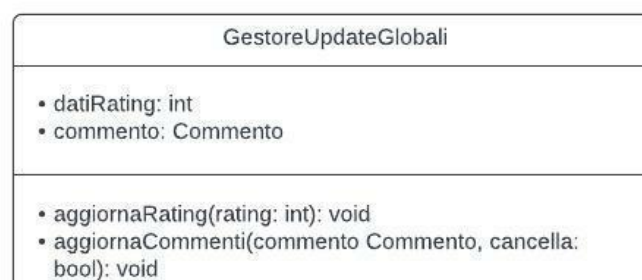 GestoreUpdateGlobali
• datiRating: int
• commento: Commento
• aggiornaRating(rating: int): void
• aggiornaCommenti(commento Commento, cancella:
bool): void